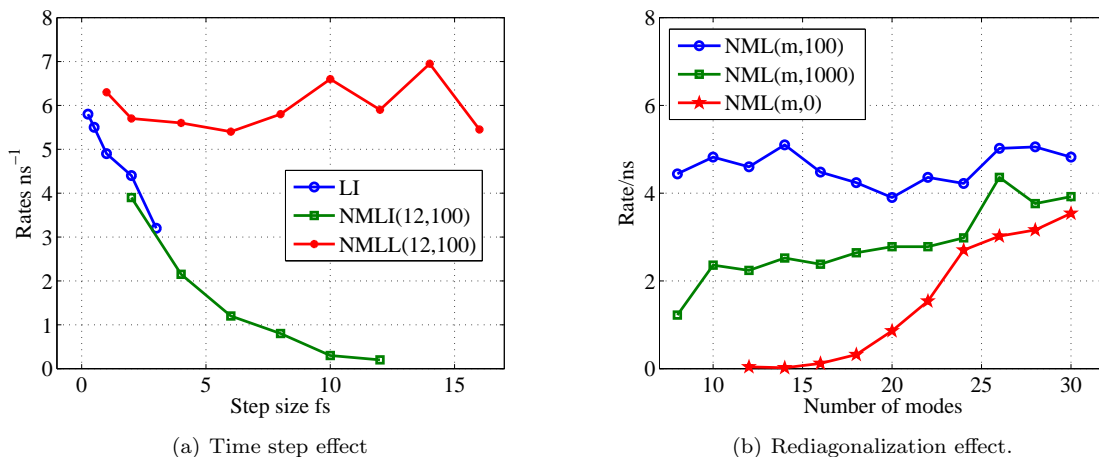 8
7
6
5
4
3
2
1
0
Rates ns⁻¹
0 5 10 15
Step size fs
LI
NMLI(12,100)
NMLL(12,100)
(a) Time step effect
8
6
4
2
0
Rate/ns
10 15 20 25 30
Number of modes
NML(m,100)
NML(m,1000)
NML(m,0)
(b) Rediagonalization effect.